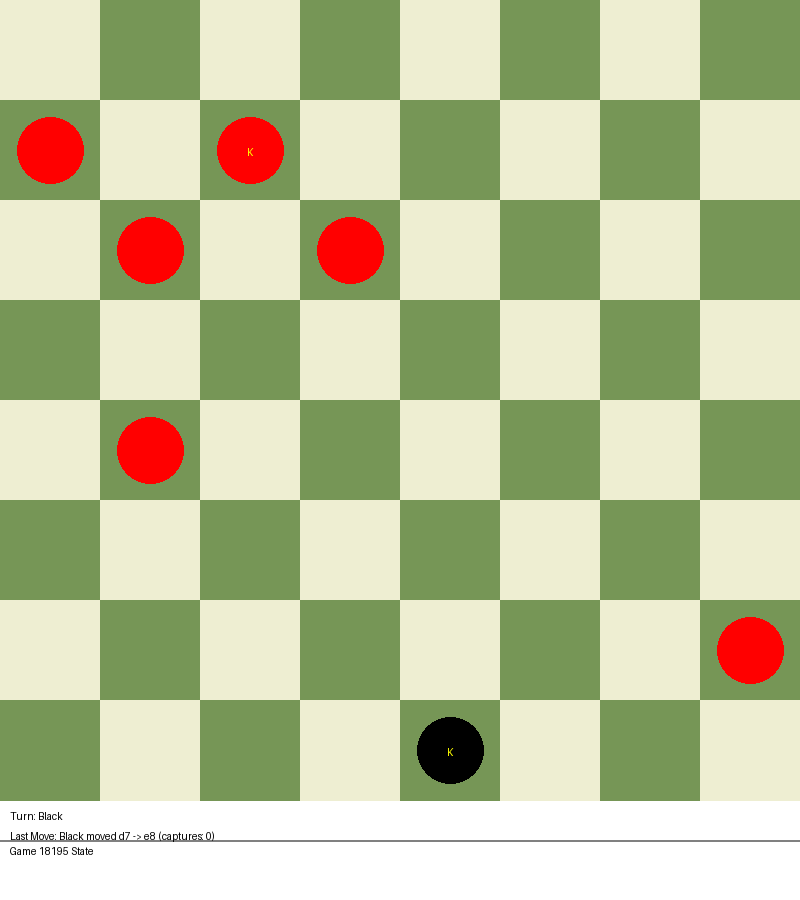 K
K
Turn: Black
Last Move: Black moved d7 -> e8 (captures: 0)
Game 18195 State